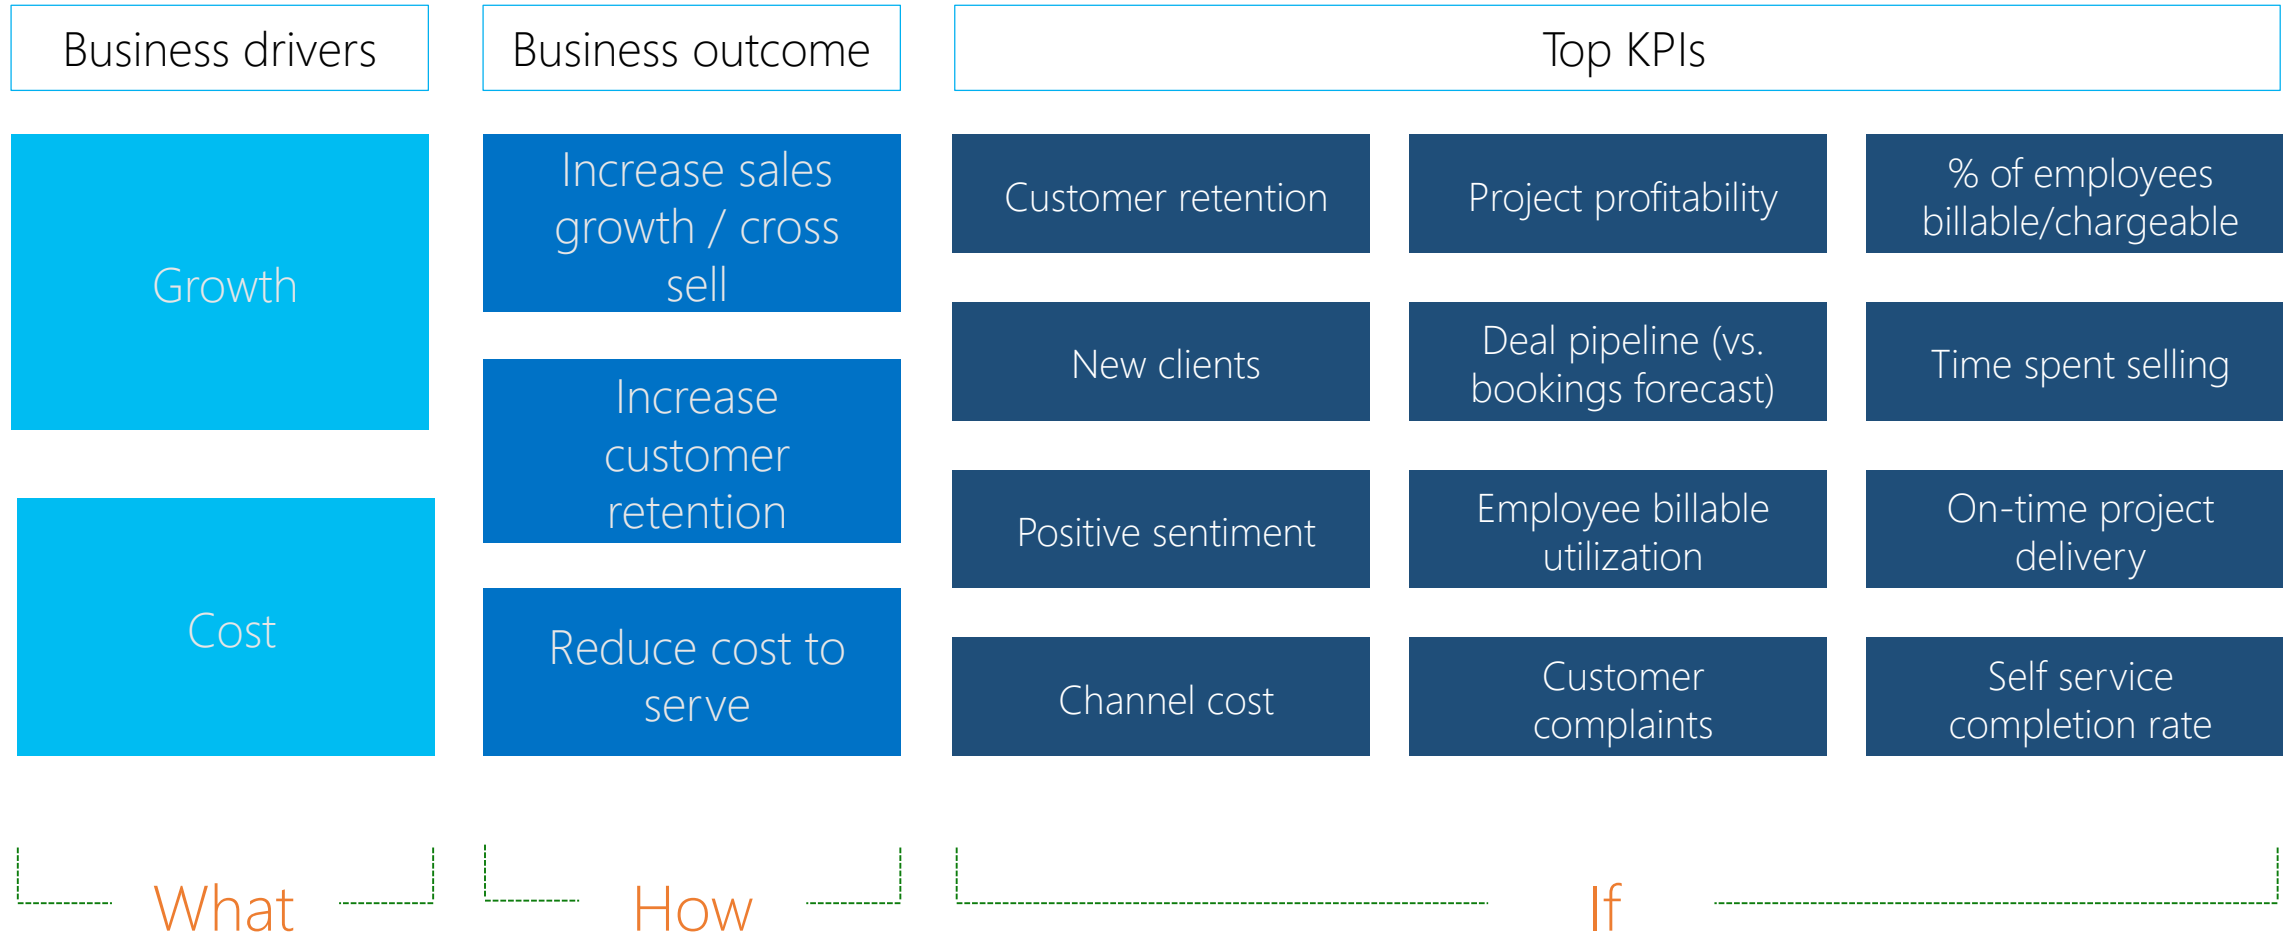 Business drivers
Business outcome
Top KPIs
Growth
Cost
Increase sales
growth / cross
sell
Increase
customer
retention
Reduce cost to
serve
Customer retention
Project profitability
% of employees
billable/chargeable
New clients
Deal pipeline (vs.
bookings forecast)
Time spent selling
Positive sentiment
Employee billable
utilization
On-time project
delivery
Channel cost
Customer
complaints
Self service
completion rate
What
How
If